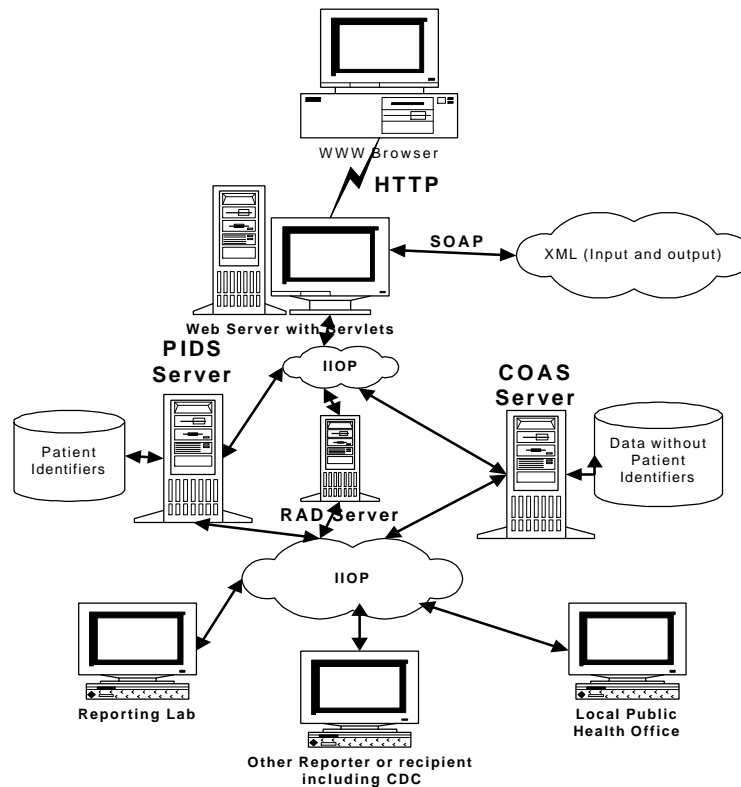 WWW Browser
HTTP
SOAP
XML (Input and output)
Web Server with Servlets
PIDS
Server
IIOP
COAS
Server
Patient
Identifiers
Data without
Patient
Identifiers
RAD Server
IIOP
Reporting Lab
Local Public
Health Office
Other Reporter or recipient
including CDC